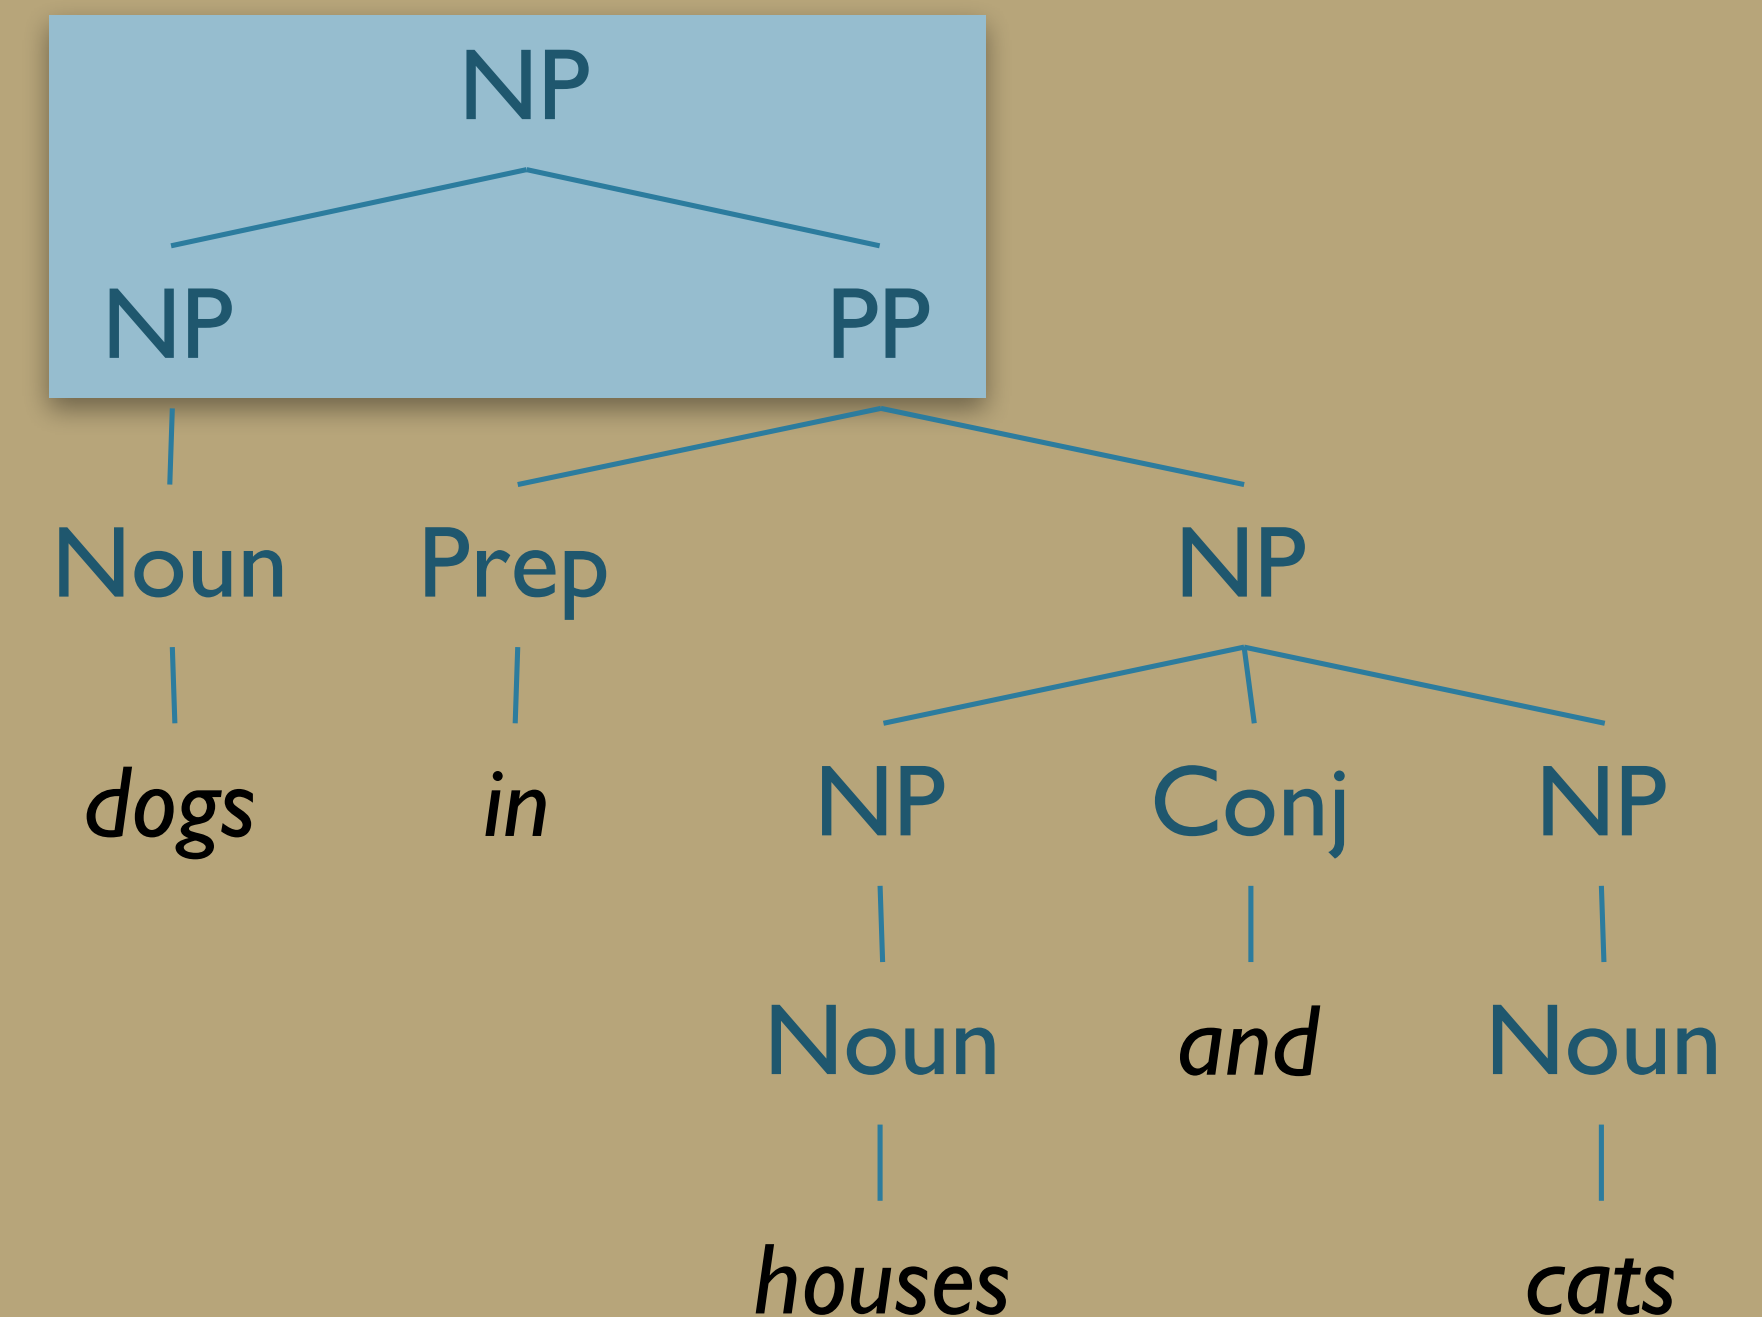 NP
NP PP
Noun Prep NP
dogs in NP Conj NP
Noun and Noun
houses cats